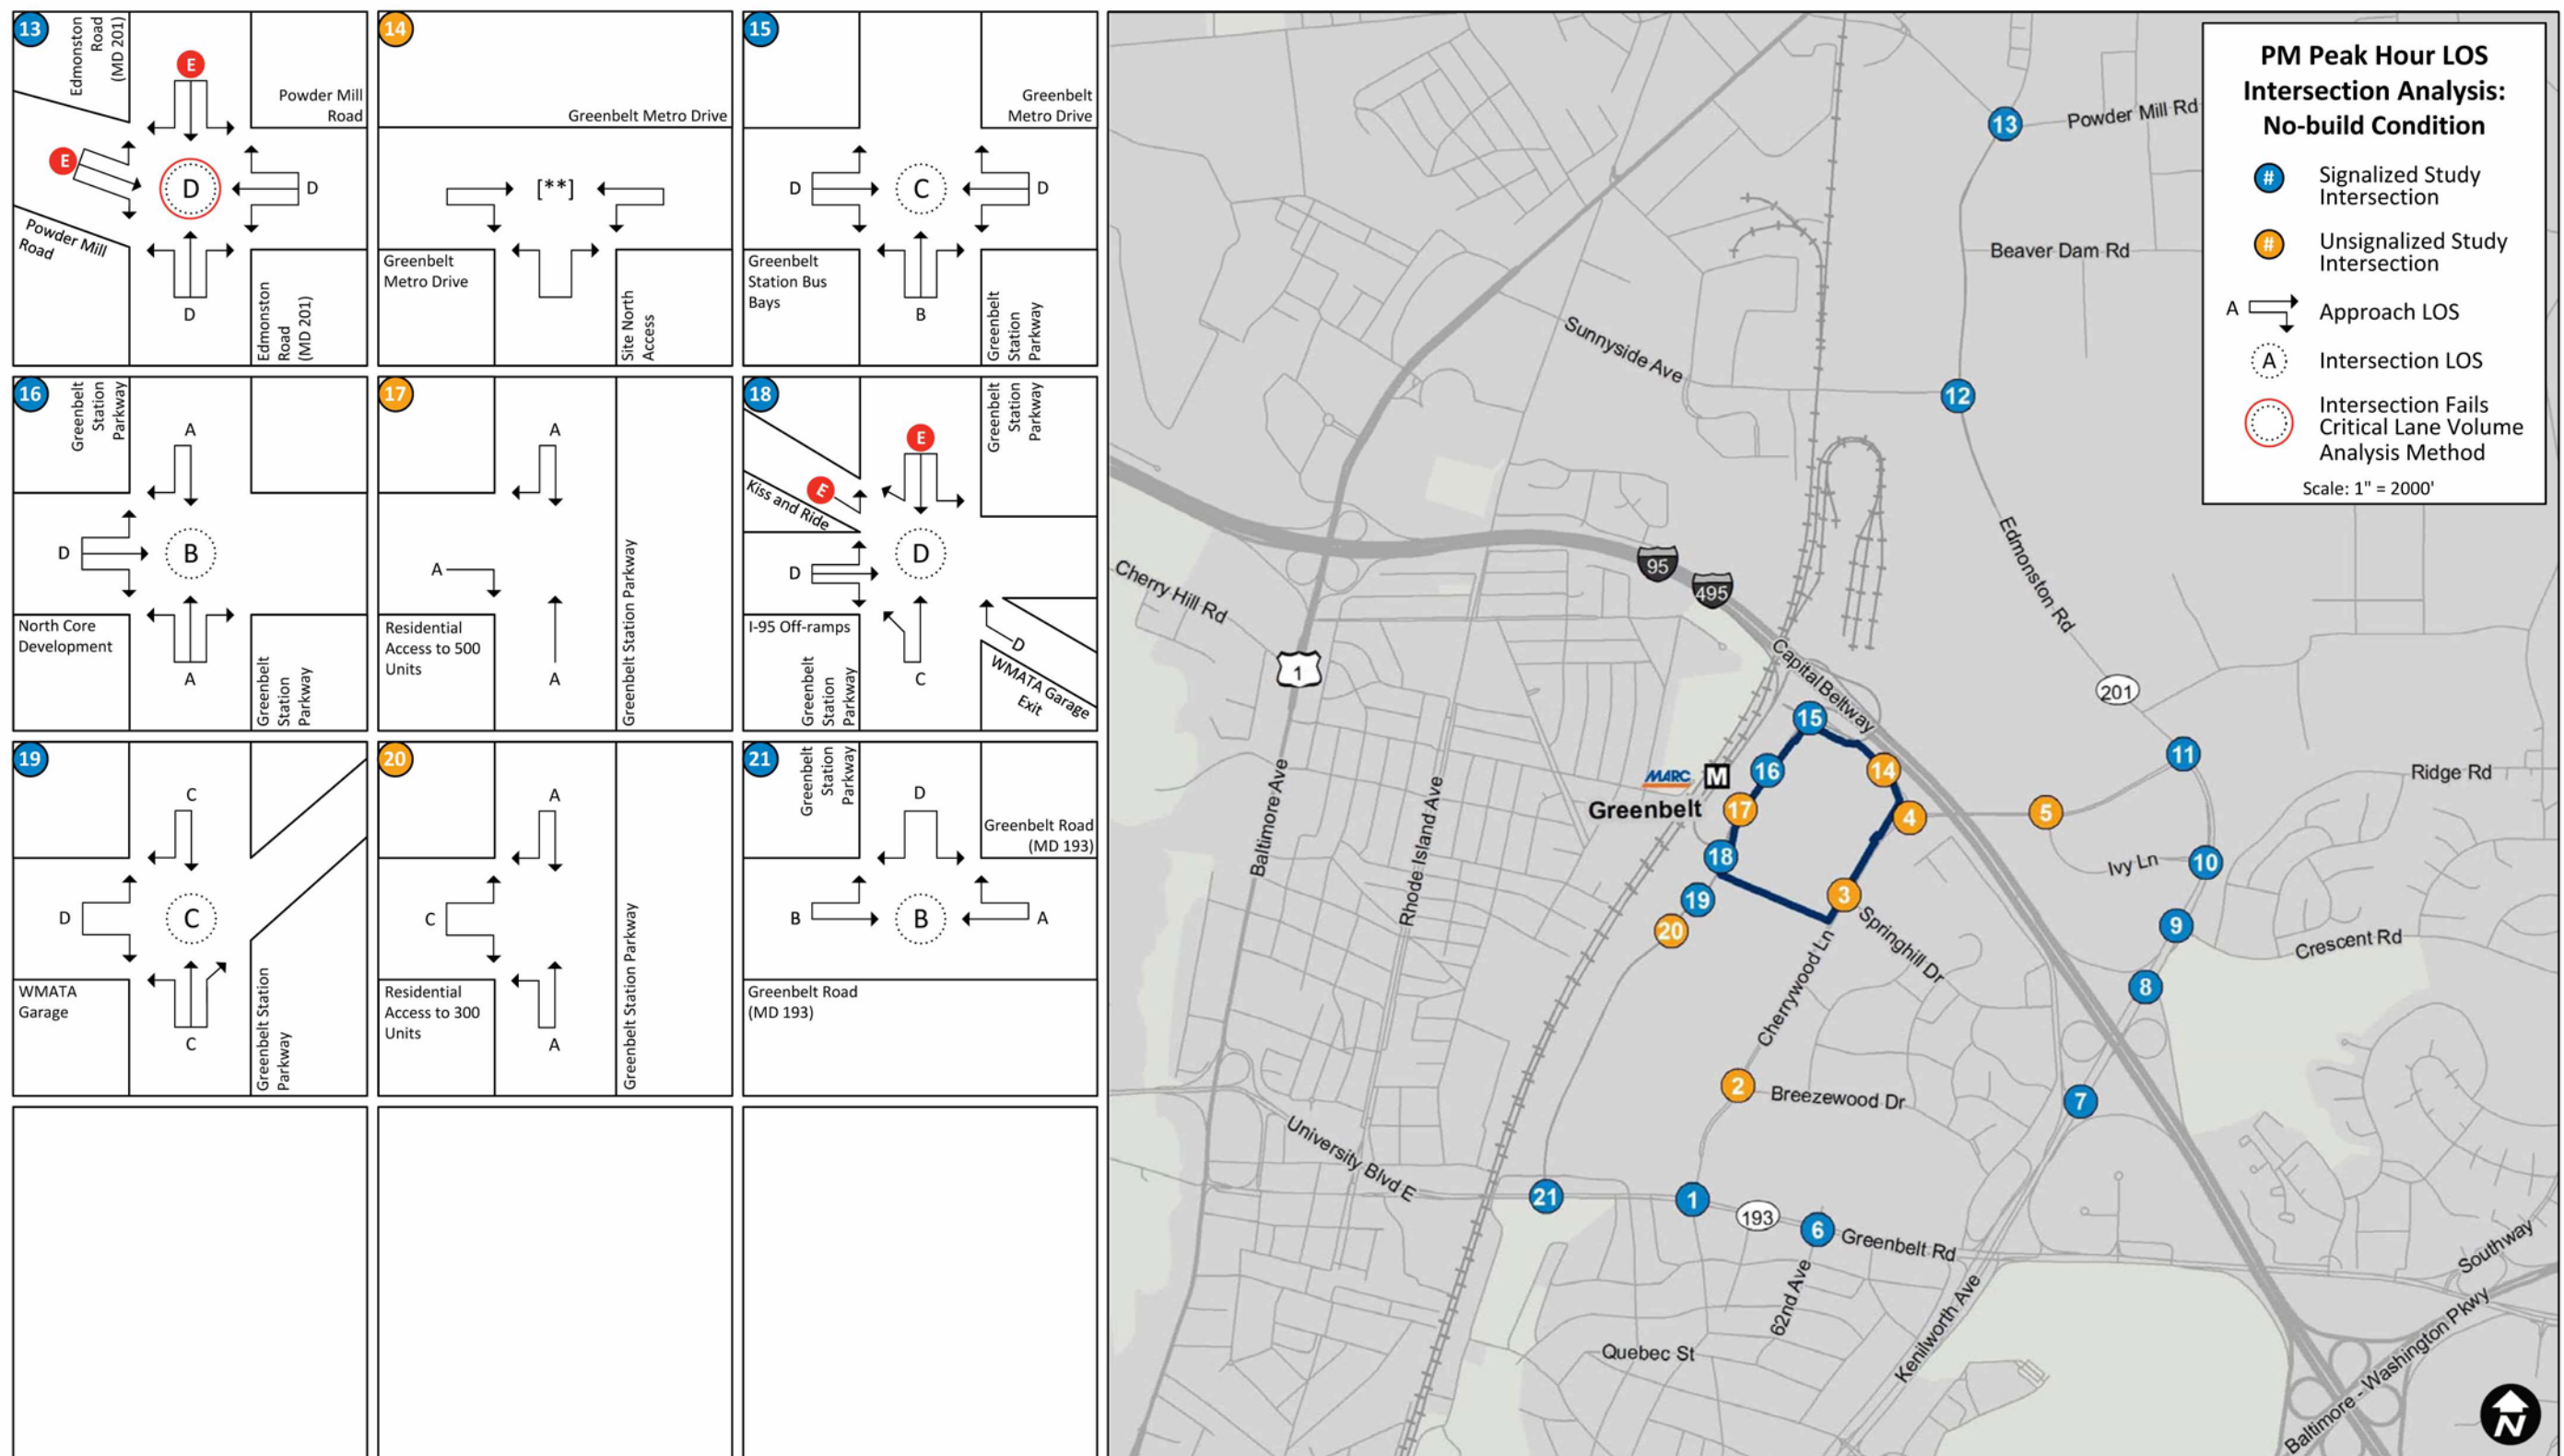 13
Edmonston
Road
(MD 201)
E
Powder Mill
Road
E
D
D
Powder Mill
Road
D
Edmonston
Road
(MD 201)
14
Greenbelt Metro Drive
[**]
Greenbelt
Metro Drive
Site North
Access
15
Greenbelt
Metro Drive
D
C
D
Greenbelt
Station Bus
Bays
B
Greenbelt
Station
Parkway
16
Greenbelt
Station
Parkway
A
D
B
North Core
Development
A
Greenbelt
Station
Parkway
17
A
A
Residential
Access to 500
Units
A
Greenbelt Station Parkway
18
Greenbelt
Station
Parkway
E
E
Kiss and Ride
D
D
I-95 Off-ramps
D
Greenbelt
Station
Parkway
C
WMATA Garage
Exit
19
C
D
C
WMATA
Garage
C
Greenbelt Station
Parkway
20
A
C
Residential
Access to 300
Units
A
Greenbelt Station Parkway
21
Greenbelt
Station
Parkway
D
Greenbelt Road
(MD 193)
B
B
A
Greenbelt Road
(MD 193)
PM Peak Hour LOS
Intersection Analysis:
No-build Condition
# Signalized Study
Intersection
# Unsignalized Study
Intersection
A Approach LOS
A Intersection LOS
Intersection Fails
Critical Lane Volume
Analysis Method
Scale: 1" = 2000'
13
Powder Mill Rd
Beaver Dam Rd
Sunnyside Ave
12
Edmonston Rd
95
495
Cherry Hill Rd
1
Capital Beltway
201
15
11
Ridge Rd
MARC
M
16
14
Greenbelt
17
4
5
Baltimore Ave
Rhode Island Ave
18
Ivy Ln
10
19
3
20
Springhill Dr
9
Crescent Rd
Cherrywood Ln
8
2
Breezewood Dr
7
University Blvd E
21
1
193
6
Greenbelt Rd
62nd Ave
Kenilworth Ave
Quebec St
Southway
Baltimore - Washington Pkwy
N